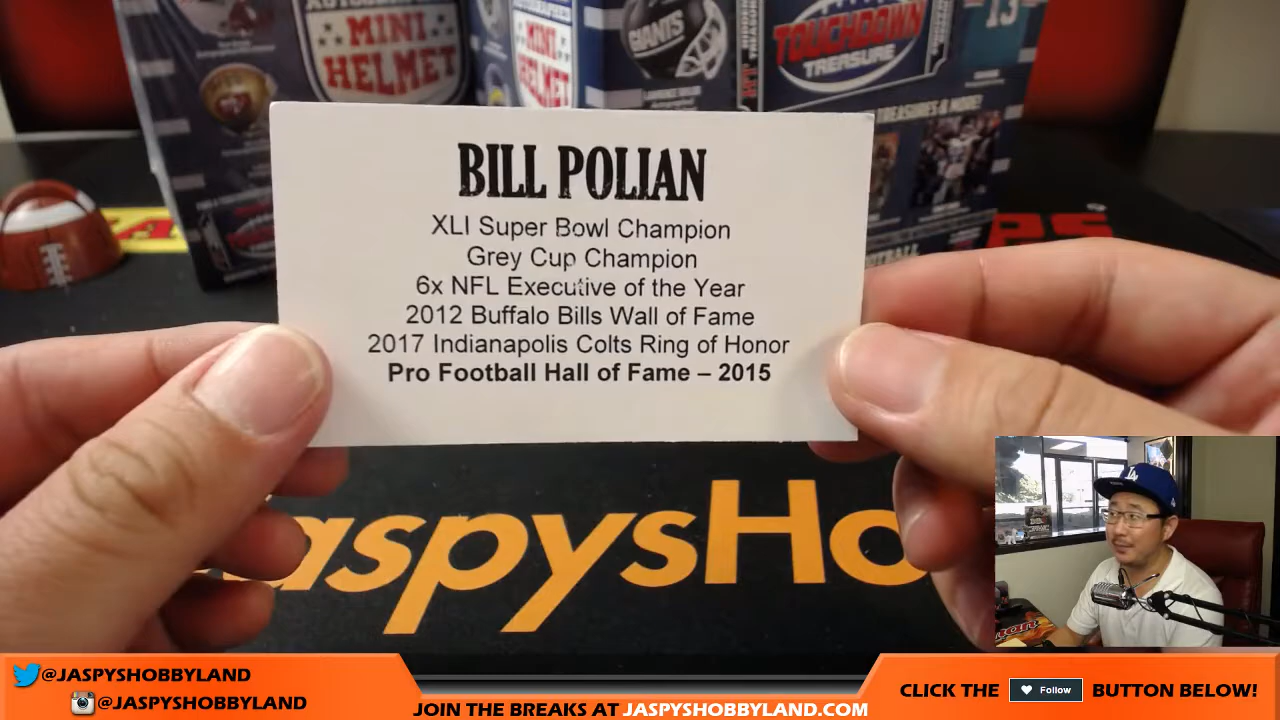 MINI
HELMET
MINI
HELMET
GIANTS
TOUCHDOWN
TREASURE
13
BILL POLIAN
XLI Super Bowl Champion
Grey Cup Champion
6x NFL Executive of the Year
2012 Buffalo Bills Wall of Fame
2017 Indianapolis Colts Ring of Honor
Pro Football Hall of Fame – 2015
aspysHo
@JASPYSHOBBYLAND
@JASPYSHOBBYLAND
JOIN THE BREAKS AT JASPYSHOBBYLAND.COM
CLICK THE Follow BUTTON BELOW!